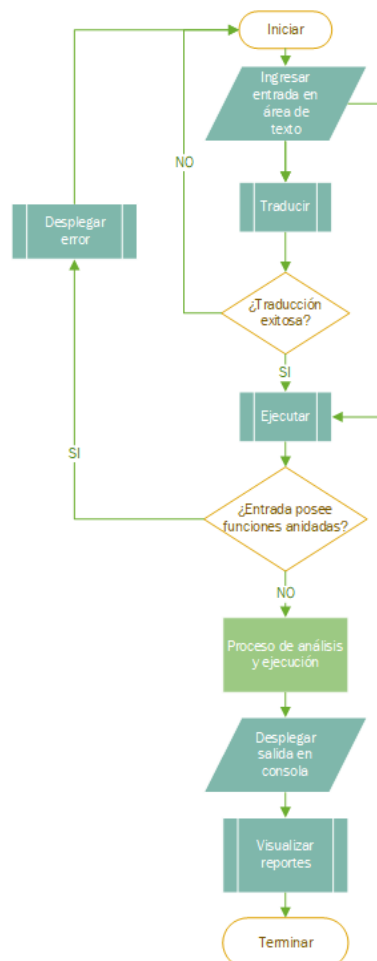 Iniciar
Ingresar
entrada en
área de
texto
NO
Traducir
Desplegar
error
¿Traducción
exitosa?
SI
Ejecutar
SI
¿Entrada posee
funciones anidadas?
NO
Proceso de análisis
y ejecución
Desplegar
salida en
consola
Visualizar
reportes
Terminar